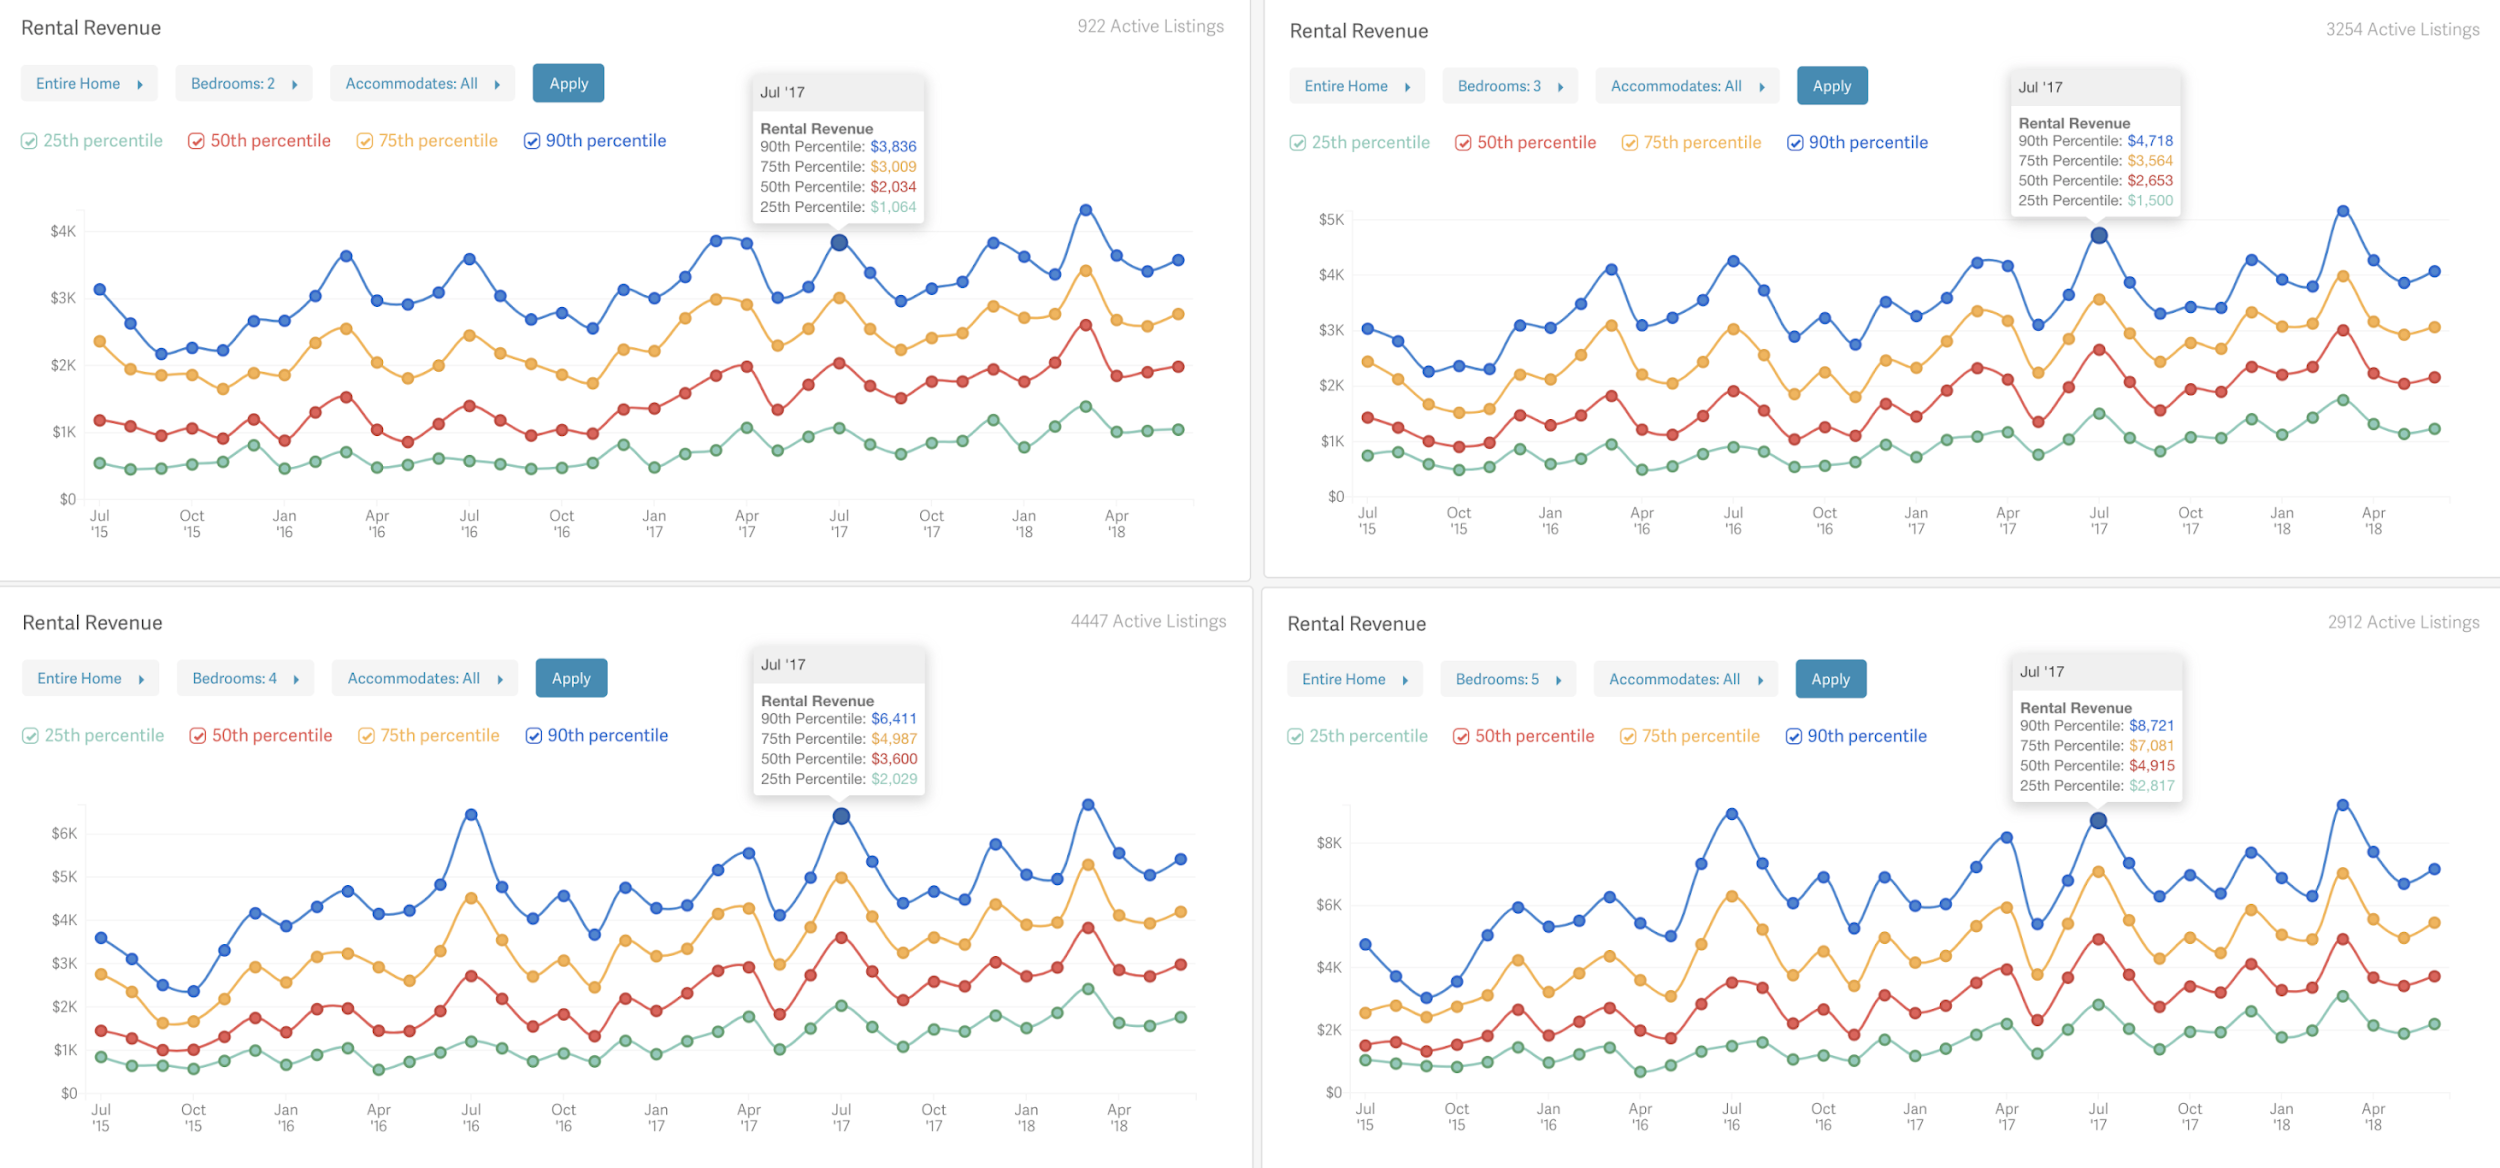 Rental Revenue
922 Active Listings
Entire Home
Bedrooms: 2
Accommodates: All
Apply
25th percentile
50th percentile
75th percentile
90th percentile
Jul '17
Rental Revenue
90th Percentile: $3,836
75th Percentile: $3,009
50th Percentile: $2,034
25th Percentile: $1,064
$4K
$3K
$2K
$1K
$0
Jul '15
Oct '15
Jan '16
Apr '16
Jul '16
Oct '16
Jan '17
Apr '17
Jul '17
Oct '17
Jan '18
Apr '18
Rental Revenue
3254 Active Listings
Entire Home
Bedrooms: 3
Accommodates: All
Apply
25th percentile
50th percentile
75th percentile
90th percentile
Jul '17
Rental Revenue
90th Percentile: $4,718
75th Percentile: $3,564
50th Percentile: $2,653
25th Percentile: $1,500
$5K
$4K
$3K
$2K
$1K
$0
Jul '15
Oct '15
Jan '16
Apr '16
Jul '16
Oct '16
Jan '17
Apr '17
Jul '17
Oct '17
Jan '18
Apr '18
Rental Revenue
4447 Active Listings
Entire Home
Bedrooms: 4
Accommodates: All
Apply
25th percentile
50th percentile
75th percentile
90th percentile
Jul '17
Rental Revenue
90th Percentile: $6,411
75th Percentile: $4,987
50th Percentile: $3,600
25th Percentile: $2,029
$6K
$5K
$4K
$3K
$2K
$1K
$0
Jul '15
Oct '15
Jan '16
Apr '16
Jul '16
Oct '16
Jan '17
Apr '17
Jul '17
Oct '17
Jan '18
Apr '18
Rental Revenue
2912 Active Listings
Entire Home
Bedrooms: 5
Accommodates: All
Apply
25th percentile
50th percentile
75th percentile
90th percentile
Jul '17
Rental Revenue
90th Percentile: $8,721
75th Percentile: $7,081
50th Percentile: $4,915
25th Percentile: $2,817
$8K
$6K
$4K
$2K
$0
Jul '15
Oct '15
Jan '16
Apr '16
Jul '16
Oct '16
Jan '17
Apr '17
Jul '17
Oct '17
Jan '18
Apr '18